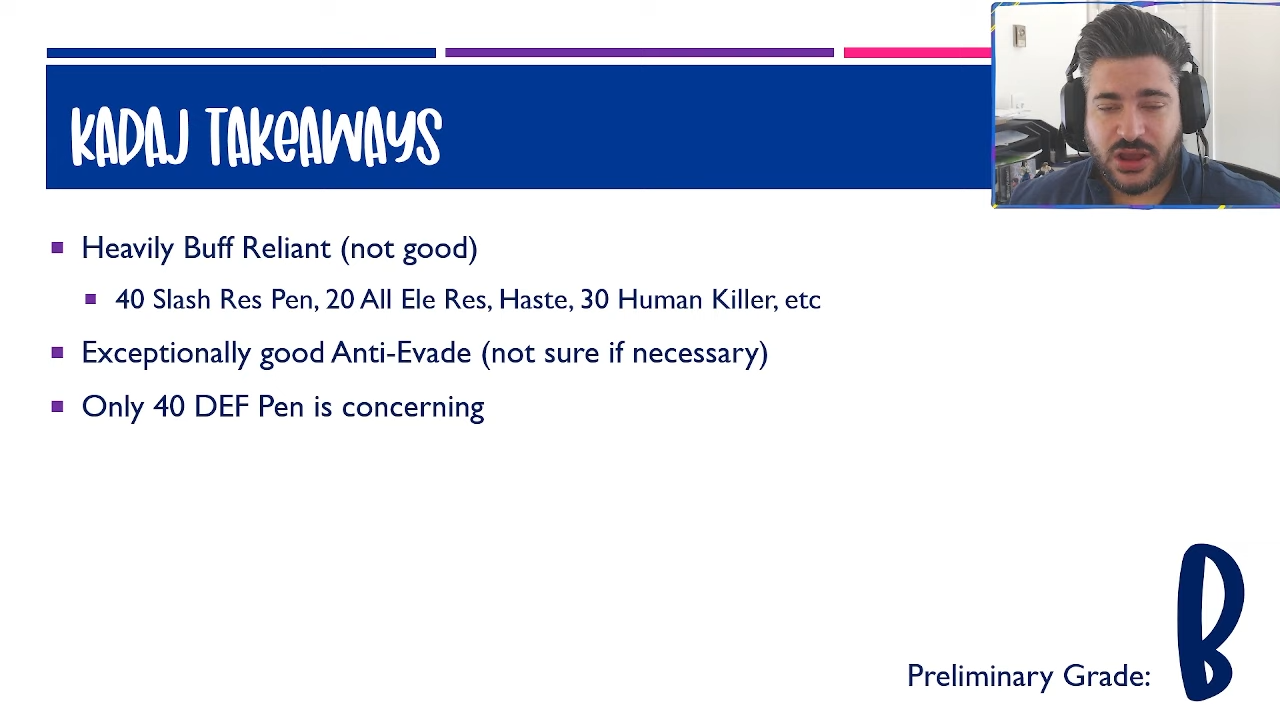 KADAJ TAKEAWAYS
Heavily Buff Reliant (not good)
40 Slash Res Pen, 20 All Ele Res, Haste, 30 Human Killer, etc
Exceptionally good Anti-Evade (not sure if necessary)
Only 40 DEF Pen is concerning
Preliminary Grade: B